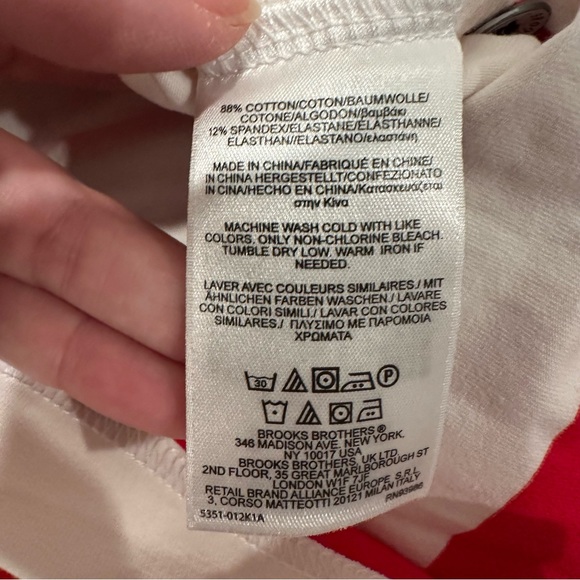 88% COTTON/COTON/BAUMWOLLE/
COTONE/ALGODON/βαμβάκι
12% SPANDEX/ELASTANE/ÉLASTHANNE/
ELASTHAN/ELASTANO/ελαστάνη
MADE IN CHINA/FABRIQUÉ EN CHINE/
IN CHINA HERGESTELLT/CONFEZIONATO
IN CINA/HECHO EN CHINA/Κατασκευάζεται
στην Κίνα
MACHINE WASH COLD WITH LIKE
COLORS. ONLY NON-CHLORINE BLEACH.
TUMBLE DRY LOW. WARM IRON IF
NEEDED.
LAVER AVEC COULEURS SIMILAIRES./ MIT
ÄHNLICHEN FARBEN WASCHEN./ LAVARE
CON COLORI SIMILI./ LAVAR CON COLORES
SIMILARES./ ΠΛΥΣΙΜΟ ΜΕ ΠΑΡΟΜΟΙΑ
ΧΡΩΜΑΤΑ
30 P
BROOKS BROTHERS ®
346 MADISON AVE. NEW YORK.
NY 10017 USA
BROOKS BROTHERS, UK LTD.
2ND FLOOR, 35 GREAT MARLBOROUGH ST
LONDON W1F 7JF
RETAIL BRAND ALLIANCE EUROPE, S.R.L.
3, CORSO MATTEOTTI 20121 MILAN ITALY
5351-012K1A